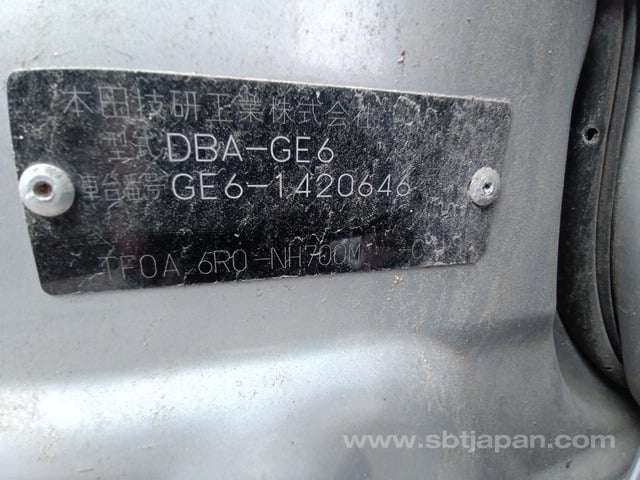 本田技研工業株式会社
型式 DBA-GE6
車台番号 GE6-1420646
TF0A 6R0-NH700M
www.sbtjapan.com